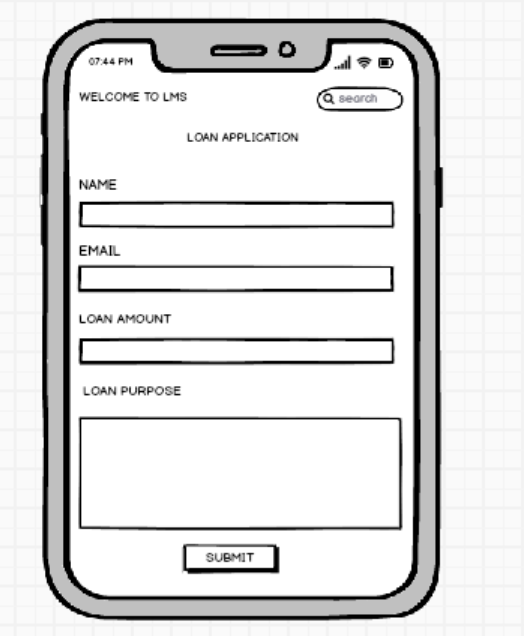 07:44 PM
WELCOME TO LMS
search
LOAN APPLICATION
NAME
EMAIL
LOAN AMOUNT
LOAN PURPOSE
SUBMIT